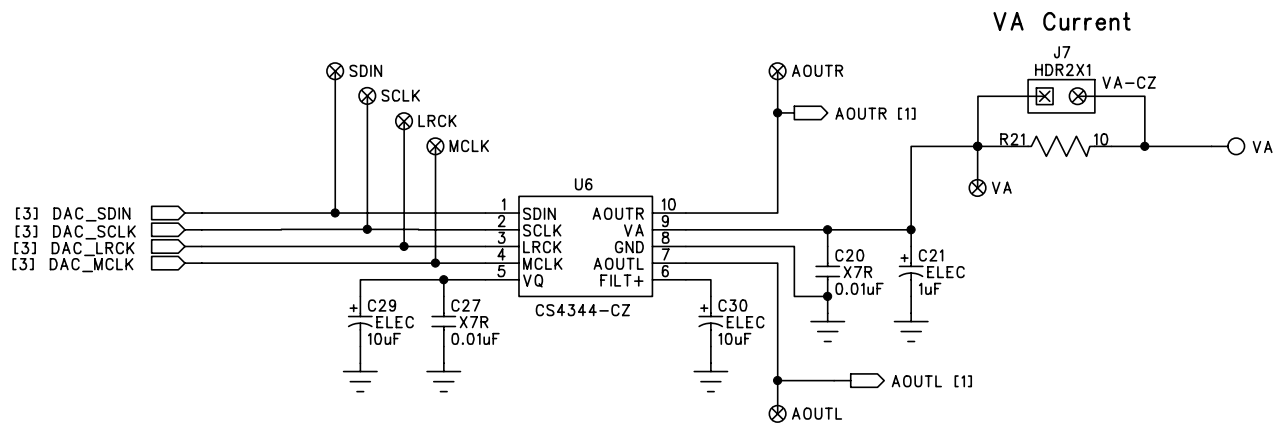 VA Current
J7
HDR2X1
VA-CZ
SDIN
SCLK
LRCK
MCLK
AOUTR
AOUTR [1]
R21 10
VA
VA
U6
[3] DAC_SDIN
[3] DAC_SCLK
[3] DAC_LRCK
[3] DAC_MCLK
1 SDIN AOUTR 10
2 SCLK VA 9
3 LRCK GND 8
4 MCLK AOUTL 7
5 VQ FILT+ 6
CS4344-CZ
C20
X7R
0.01uF
+ C21
ELEC
1uF
+ C29
ELEC
10uF
C27
X7R
0.01uF
+ C30
ELEC
10uF
AOUTL [1]
AOUTL